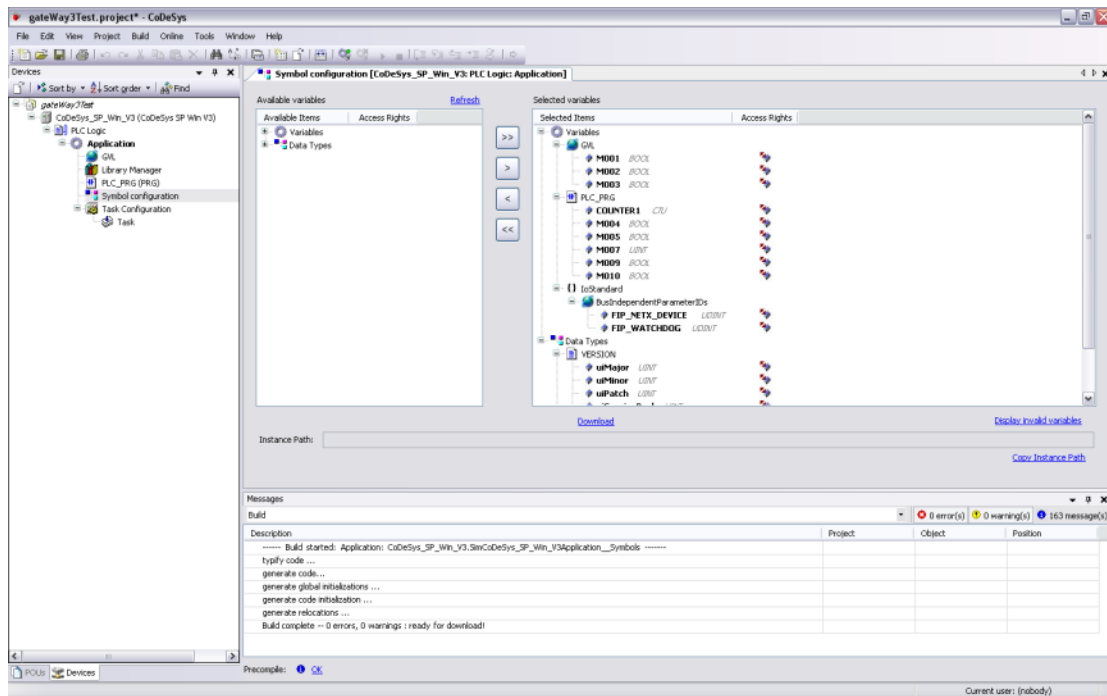 gateWay3Test.project* - CoDeSys
File Edit View Project Build Online Tools Window Help
Devices
Sort by Sort order Find
gateWay3Test
CoDeSys_SP_Win_V3 (CoDeSys SP Win V3)
PLC Logic
Application
GVL
Library Manager
PLC_PRG (PRG)
Symbol configuration
Task Configuration
Task
POUs Devices
Symbol configuration [CoDeSys_SP_Win_V3: PLC Logic: Application]
Available variables Refresh
Available Items Access Rights
Variables
Data Types
>>
>
<
<<
Selected variables
Selected Items Access Rights
Variables
GVL
M001 BOOL
M002 BOOL
M003 BOOL
PLC_PRG
COUNTER1 CTU
M004 BOOL
M005 BOOL
M007 UINT
M009 BOOL
M010 BOOL
IoStandard
BusIndependentParameterIDs
FIP_NETX_DEVICE UDINT
FIP_WATCHDOG UDINT
Data Types
VERSION
uiMajor UINT
uiMinor UINT
uiPatch UINT
Download Display invalid variables
Instance Path:
Copy Instance Path
Messages
Build 0 error(s) 0 warning(s) 163 message(s)
Description Project Object Position
------ Build started: Application: CoDeSys_SP_Win_V3.SimCoDeSys_SP_Win_V3Application__Symbols -------
typify code ...
generate code...
generate global initializations ...
generate code initialization ...
generate relocations ...
Build complete -- 0 errors, 0 warnings : ready for download!
Precompile: OK
Current user: (nobody)